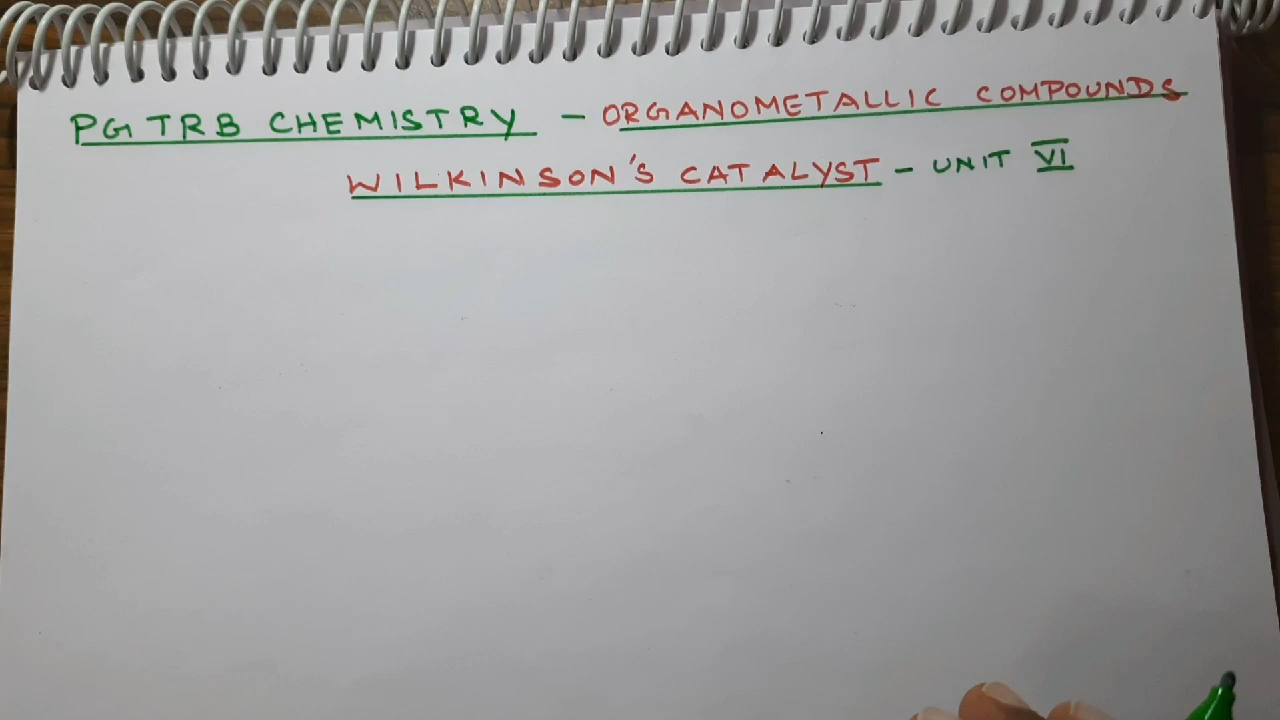 PG TRB CHEMISTRY - ORGANOMETALLIC COMPOUNDS
WILKINSON'S CATALYST - UNIT VI